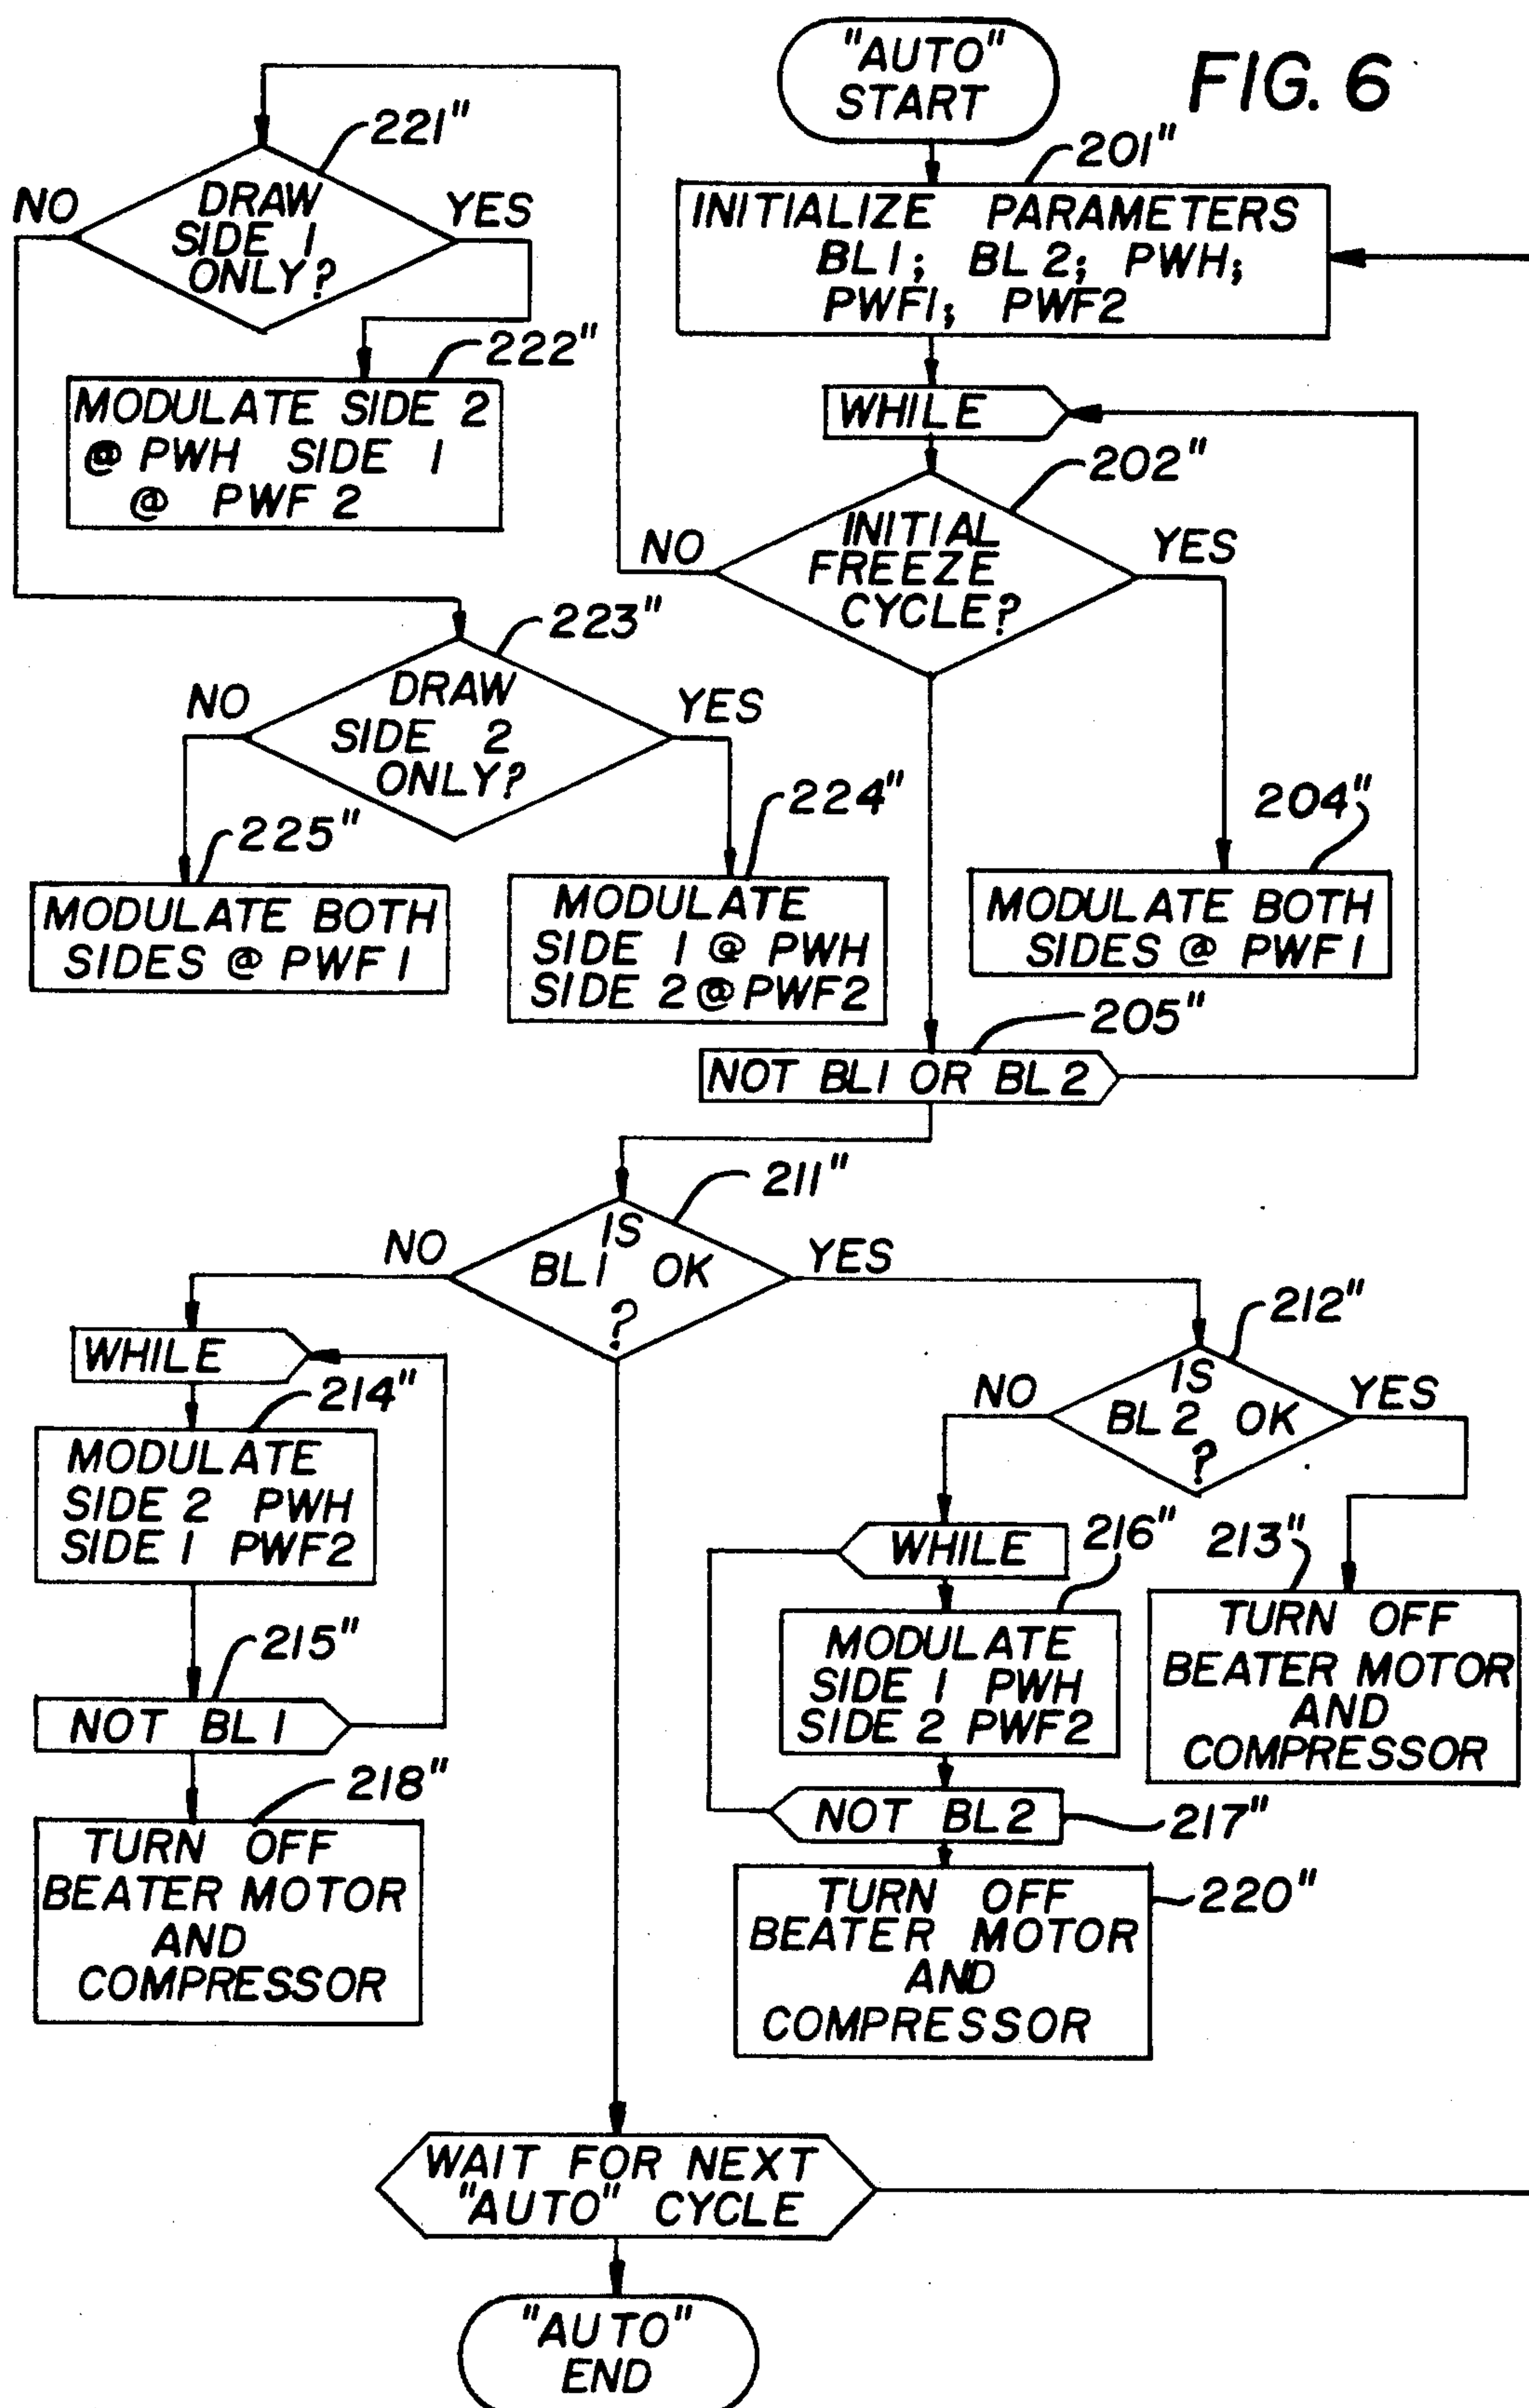 "AUTO"
START
FIG. 6
201"
INITIALIZE PARAMETERS
BL1; BL2; PWH;
PWF1; PWF2
WHILE
202"
INITIAL
FREEZE
CYCLE?
NO
YES
221"
DRAW
SIDE 1
ONLY?
NO
YES
222"
MODULATE SIDE 2
@ PWH SIDE 1
@ PWF2
223"
DRAW
SIDE 2
ONLY?
NO
YES
225"
MODULATE BOTH
SIDES @ PWF1
224"
MODULATE
SIDE 1 @ PWH
SIDE 2 @ PWF2
204"
MODULATE BOTH
SIDES @ PWF1
205"
NOT BL1 OR BL2
211"
IS
BL1 OK
?
NO
YES
WHILE
214"
MODULATE
SIDE 2 PWH
SIDE 1 PWF2
215"
NOT BL1
218"
TURN OFF
BEATER MOTOR
AND
COMPRESSOR
212"
IS
BL2 OK
?
NO
YES
WHILE
216"
MODULATE
SIDE 1 PWH
SIDE 2 PWF2
NOT BL2
217"
TURN OFF
BEATER MOTOR
AND
COMPRESSOR
220"
213"
TURN OFF
BEATER MOTOR
AND
COMPRESSOR
WAIT FOR NEXT
"AUTO" CYCLE
"AUTO"
END